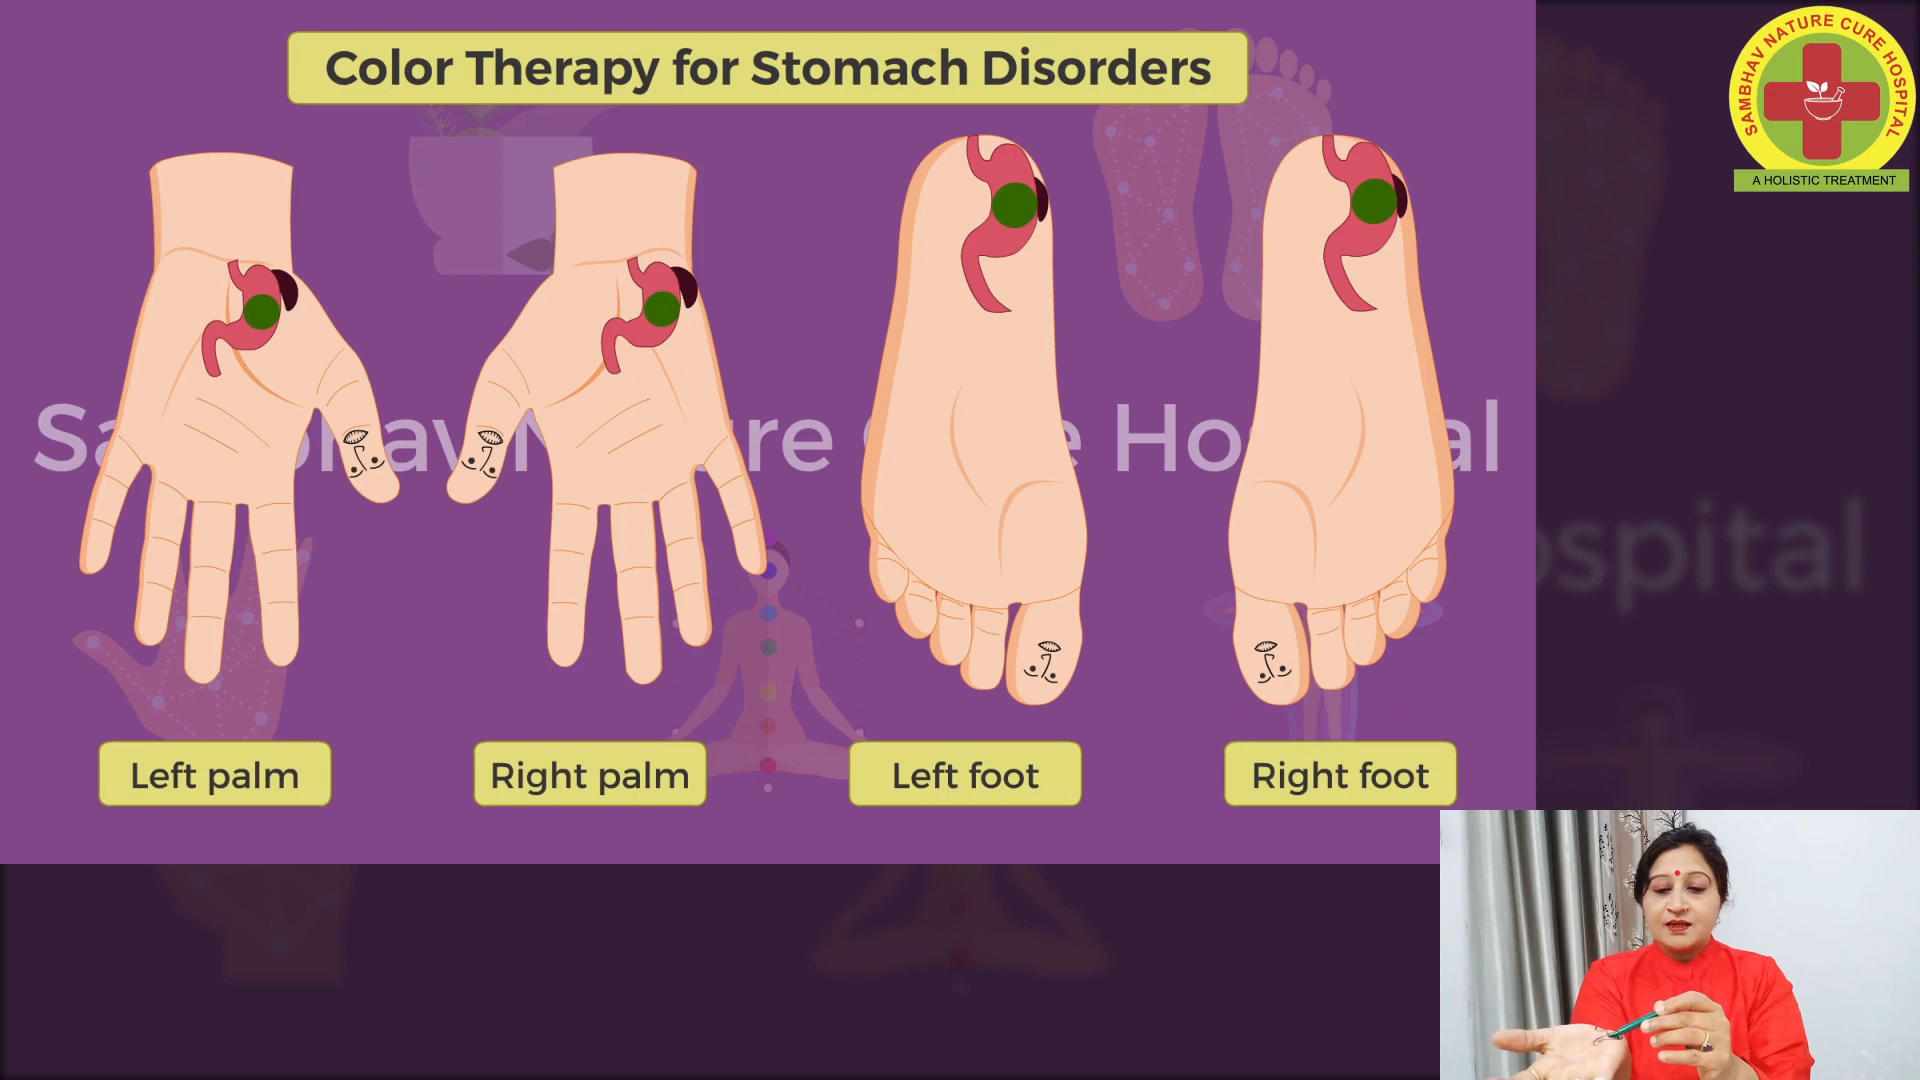 Color Therapy for Stomach Disorders
SAMBHAV NATURE CURE HOSPITAL
A HOLISTIC TREATMENT
Left palm
Right palm
Left foot
Right foot